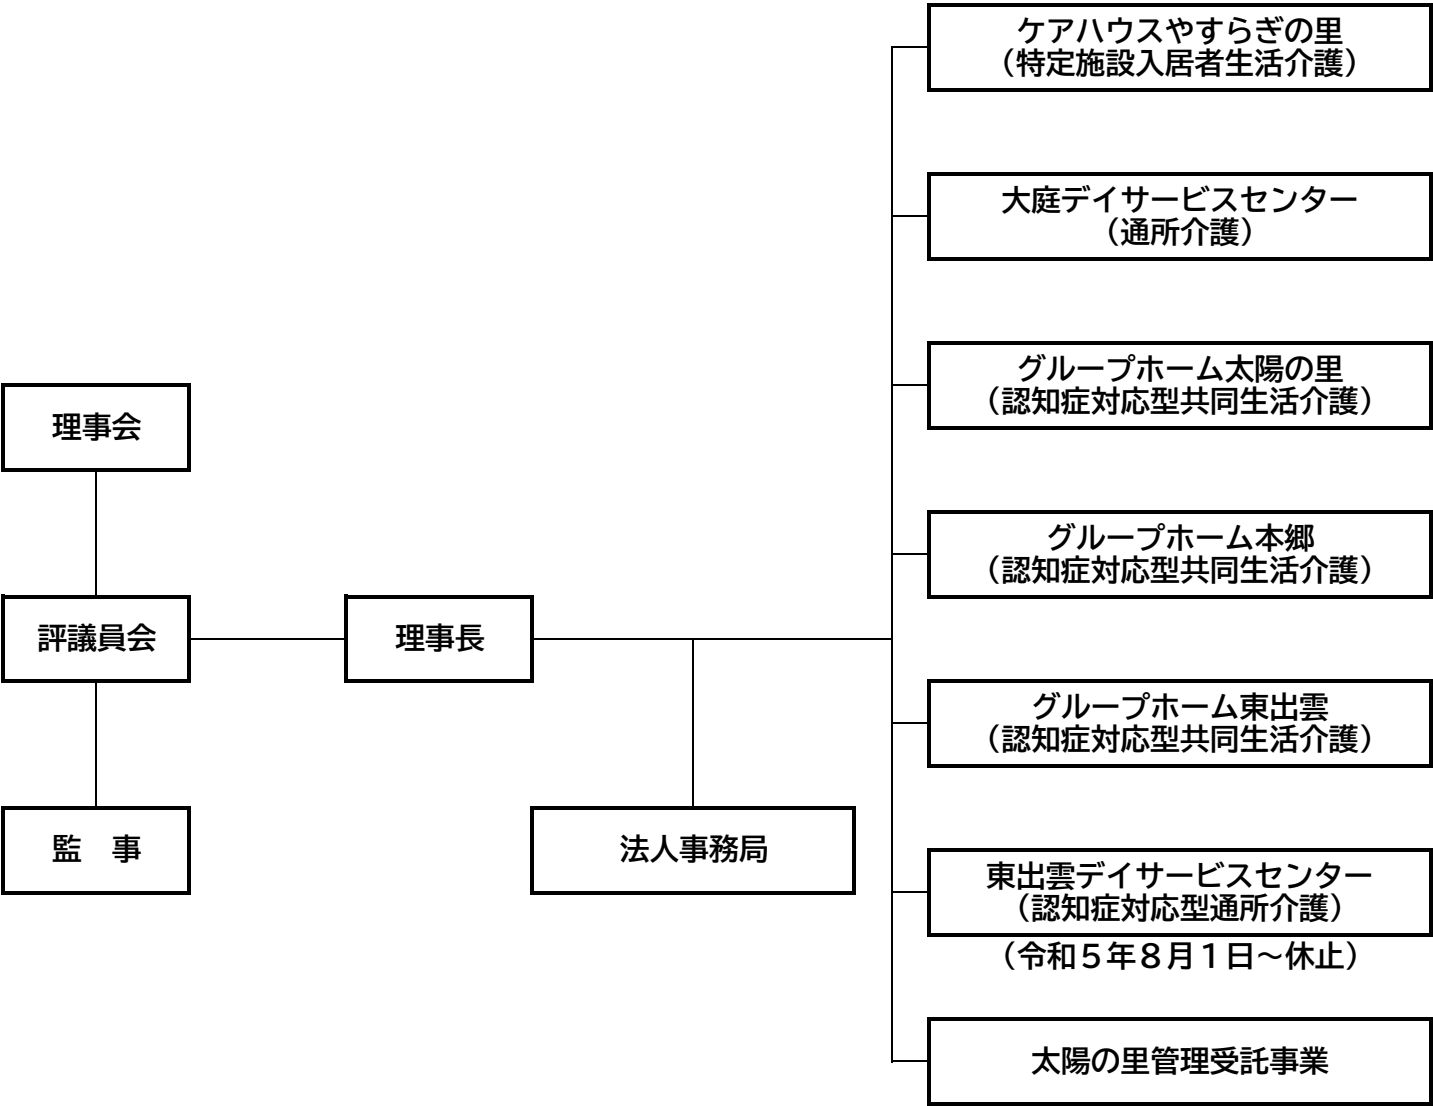 理事会
評議員会
監　事
理事長
法人事務局
ケアハウスやすらぎの里
（特定施設入居者生活介護）
大庭デイサービスセンター
（通所介護）
グループホーム太陽の里
（認知症対応型共同生活介護）
グループホーム本郷
（認知症対応型共同生活介護）
グループホーム東出雲
（認知症対応型共同生活介護）
東出雲デイサービスセンター
（認知症対応型通所介護）
（令和５年８月１日～休止）
太陽の里管理受託事業